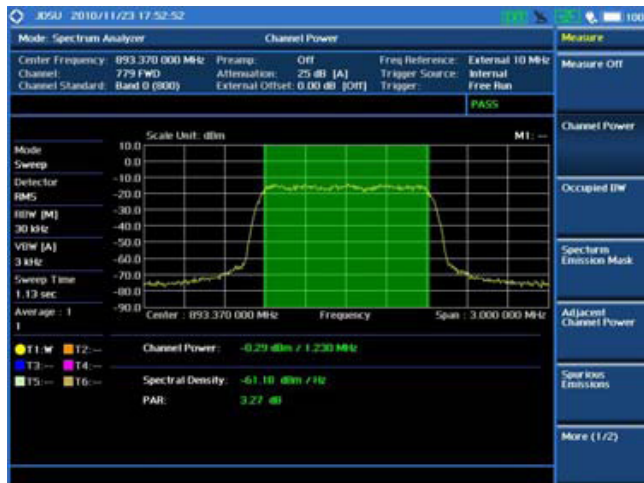 JDSU 2010/11/23 17:52:52
100
Mode: Spectrum Analyzer Channel Power
Measure
Center Frequency: 893.370 000 MHz Preamp: Off Freq Reference: External 10 MHz
Channel: 779 FWD Attenuation: 25 dB [A] Trigger Source: Internal
Channel Standard: Band 0 (800) External Offset: 0.00 dB [Off] Trigger: Free Run
PASS
Measure Off
Channel Power
Occupied BW
Specturm
Emission Mask
Adjacent
Channel Power
Spurious
Emissions
More (1/2)
Mode
Sweep
Detector
RMS
RBW [M]
30 kHz
VBW [A]
3 kHz
Sweep Time
1.13 sec
Average : 1
1
Scale Unit: dBm M1: --
10.0
0.0
-10.0
-20.0
-30.0
-40.0
-50.0
-60.0
-70.0
-80.0
-90.0
Center : 893.370 000 MHz Frequency Span : 3.000 000 MHz
T1:W T2:--
T3:-- T4:--
T5:-- T6:--
Channel Power: -0.29 dBm / 1.230 MHz
Spectral Density: -61.18 dBm / Hz
PAR: 3.27 dB